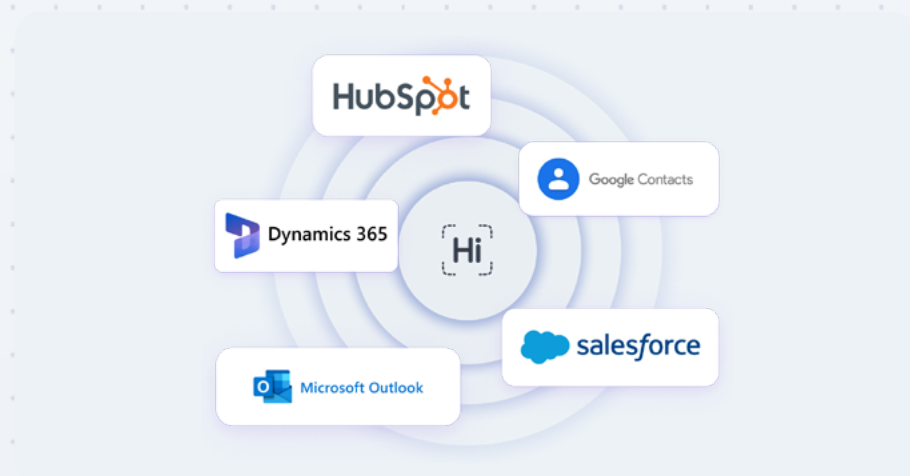 HubSpot
Google Contacts
Dynamics 365
Hi
salesforce
Microsoft Outlook